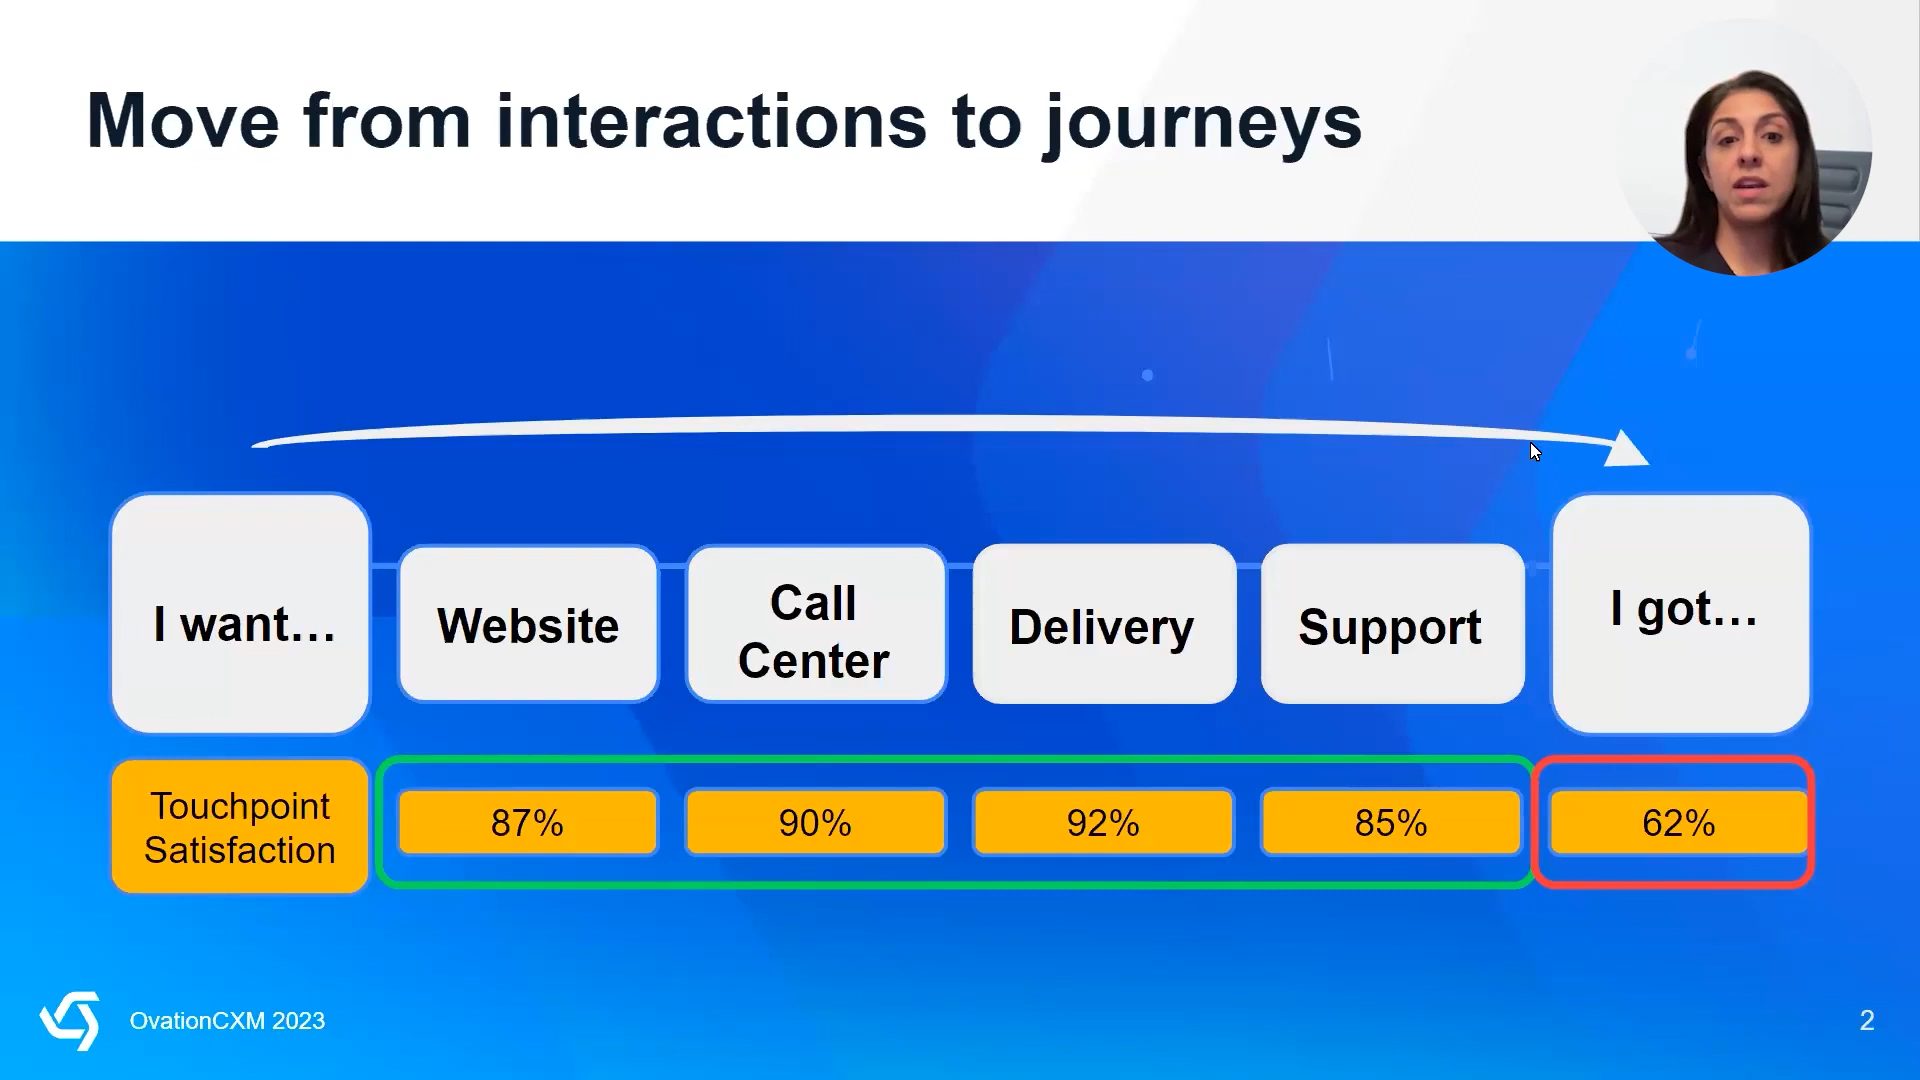 Move from interactions to journeys
I want...
Website
Call
Center
Delivery
Support
I got...
Touchpoint
Satisfaction
87%
90%
92%
85%
62%
OvationCXM 2023
2